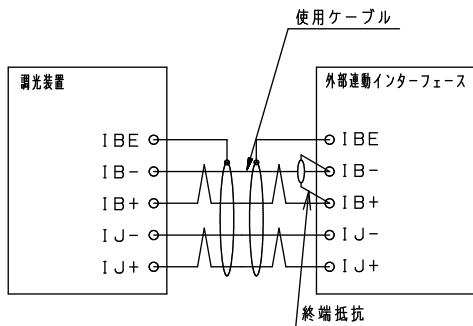 使用ケーブル
調光装置
外部連動インターフェース
IBE
IB-
IB+
IJ-
IJ+
IBE
IB-
IB+
IJ-
IJ+
終端抵抗